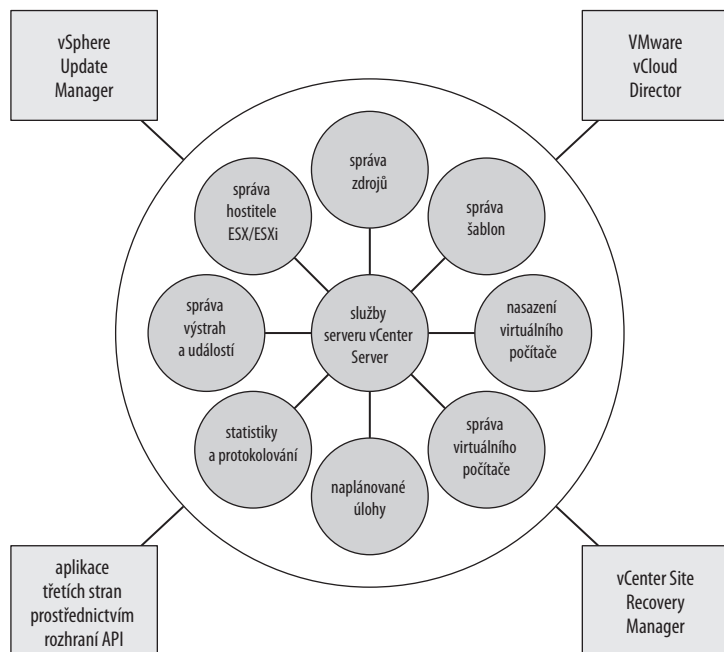 vSphere
Update
Manager
VMware
vCloud
Director
správa
zdrojů
správa
hostitele
ESX/ESXi
správa
šablon
správa
výstrah
a událostí
služby
serveru vCenter
Server
nasazení
virtuálního
počítače
statistiky
a protokolování
správa
virtuálního
počítače
naplánované
úlohy
aplikace
třetích stran
prostřednictvím
rozhraní API
vCenter Site
Recovery
Manager